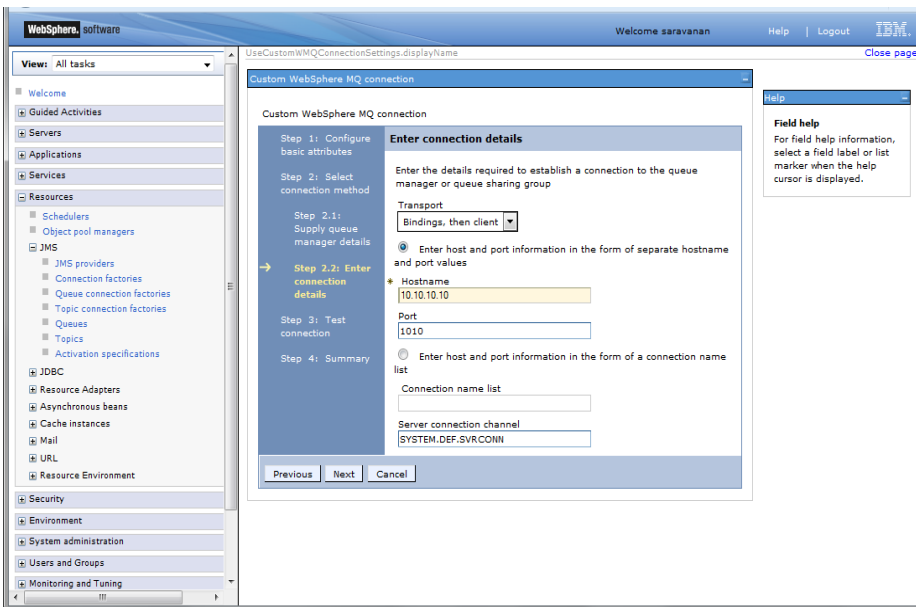 WebSphere. software
Welcome saravanan
Help | Logout
IBM.
View: All tasks
UseCustomWMQConnectionSettings.displayName
Close page
Welcome
Guided Activities
Servers
Applications
Services
Resources
Schedulers
Object pool managers
JMS
JMS providers
Connection factories
Queue connection factories
Topic connection factories
Queues
Topics
Activation specifications
JDBC
Resource Adapters
Asynchronous beans
Cache instances
Mail
URL
Resource Environment
Security
Environment
System administration
Users and Groups
Monitoring and Tuning
Custom WebSphere MQ connection
Custom WebSphere MQ connection
Step 1: Configure
basic attributes
Step 2: Select
connection method
Step 2.1:
Supply queue
manager details
Step 2.2: Enter
connection
details
Step 3: Test
connection
Step 4: Summary
Enter connection details
Enter the details required to establish a connection to the queue
manager or queue sharing group
Transport
Bindings, then client
Enter host and port information in the form of separate hostname
and port values
* Hostname
10.10.10.10
Port
1010
Enter host and port information in the form of a connection name
list
Connection name list
Server connection channel
SYSTEM.DEF.SVRCONN
Previous Next Cancel
Help
Field help
For field help information,
select a field label or list
marker when the help
cursor is displayed.